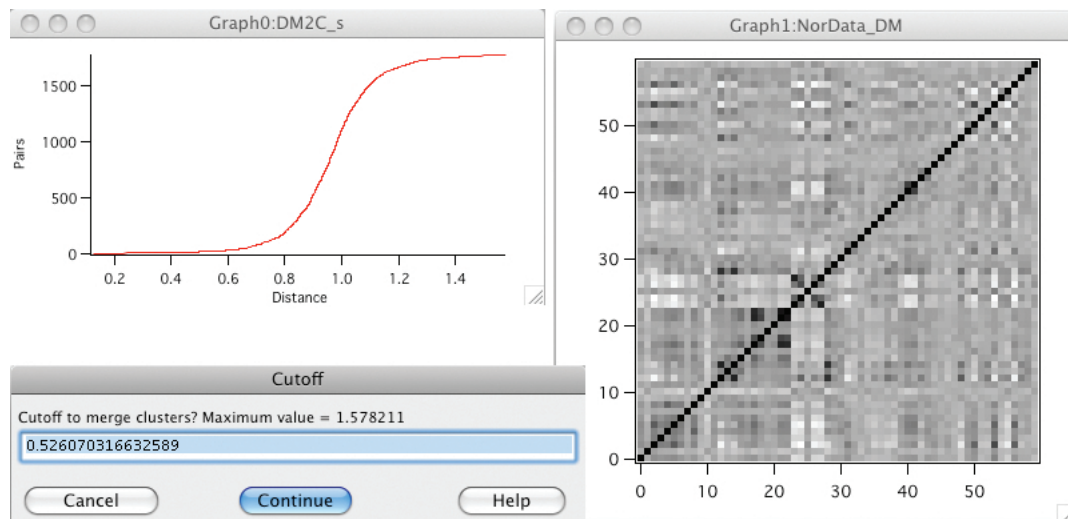 Graph0:DM2C_s
1500
1000
500
0
Pairs
0.2 0.4 0.6 0.8 1.0 1.2 1.4
Distance
Graph1:NorData_DM
50
40
30
20
10
0
0 10 20 30 40 50
Cutoff
Cutoff to merge clusters? Maximum value = 1.578211
0.526070316632589
Cancel Continue Help